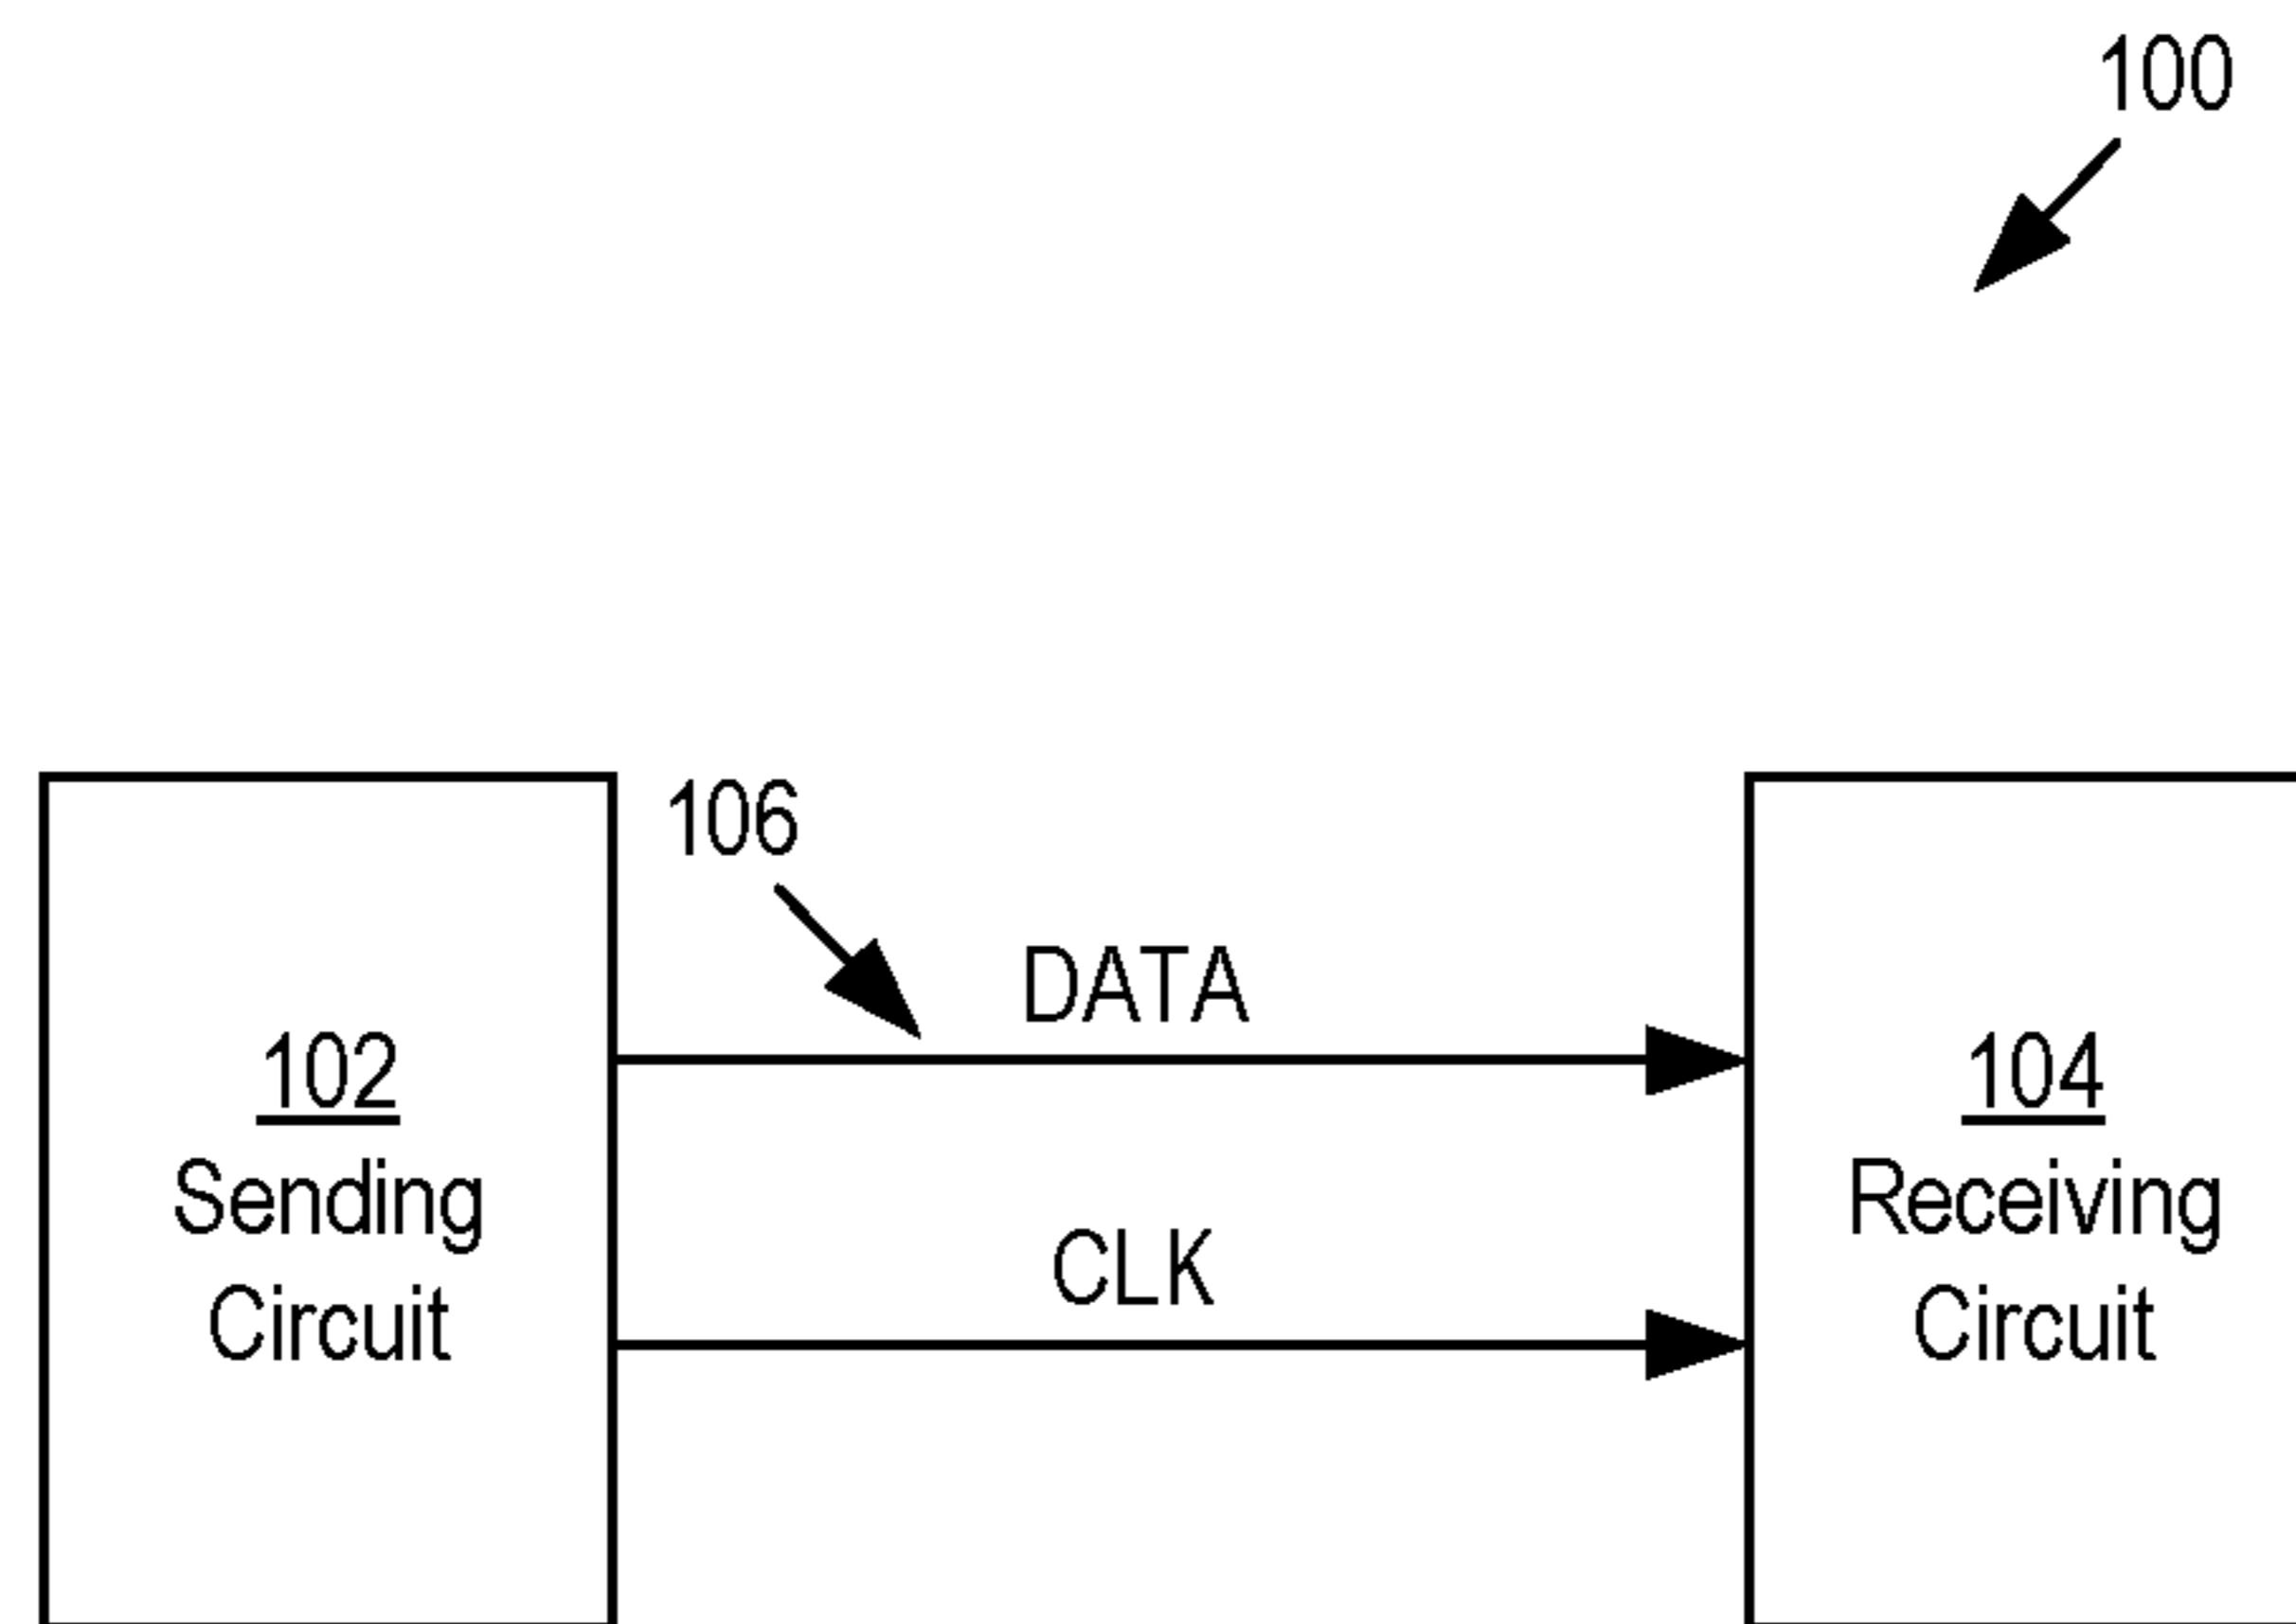 100
106
DATA
102
Sending
Circuit
CLK
104
Receiving
Circuit